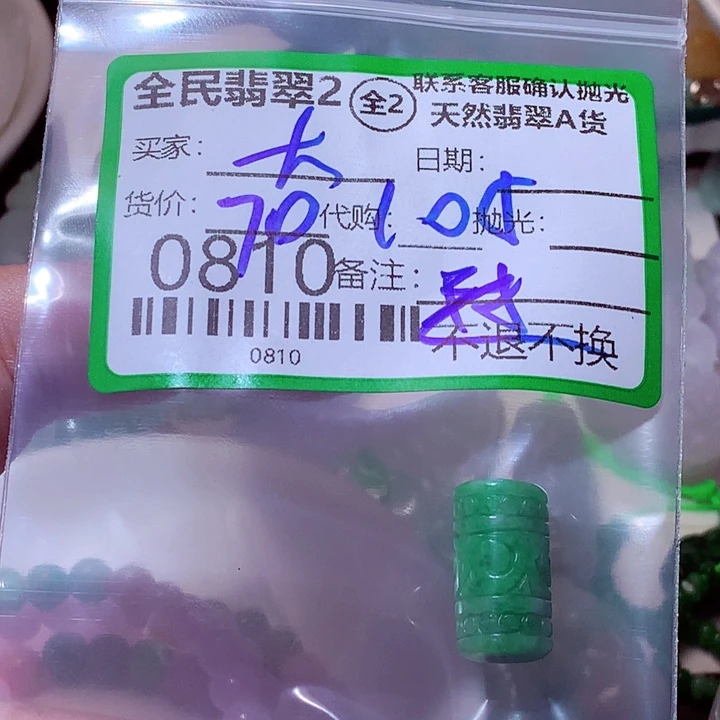 全民翡翠2 全2 联系客服确认抛光
天然翡翠A货
买家: 大 日期:
货价: 70 代购: 105 抛光:
0810 备注:
不退不换
0810